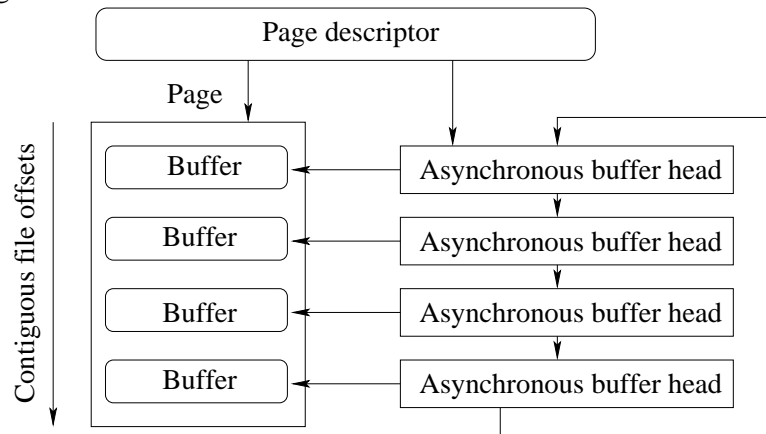 Page descriptor
Page
Contiguous file offsets
Buffer
Asynchronous buffer head
Buffer
Asynchronous buffer head
Buffer
Asynchronous buffer head
Buffer
Asynchronous buffer head